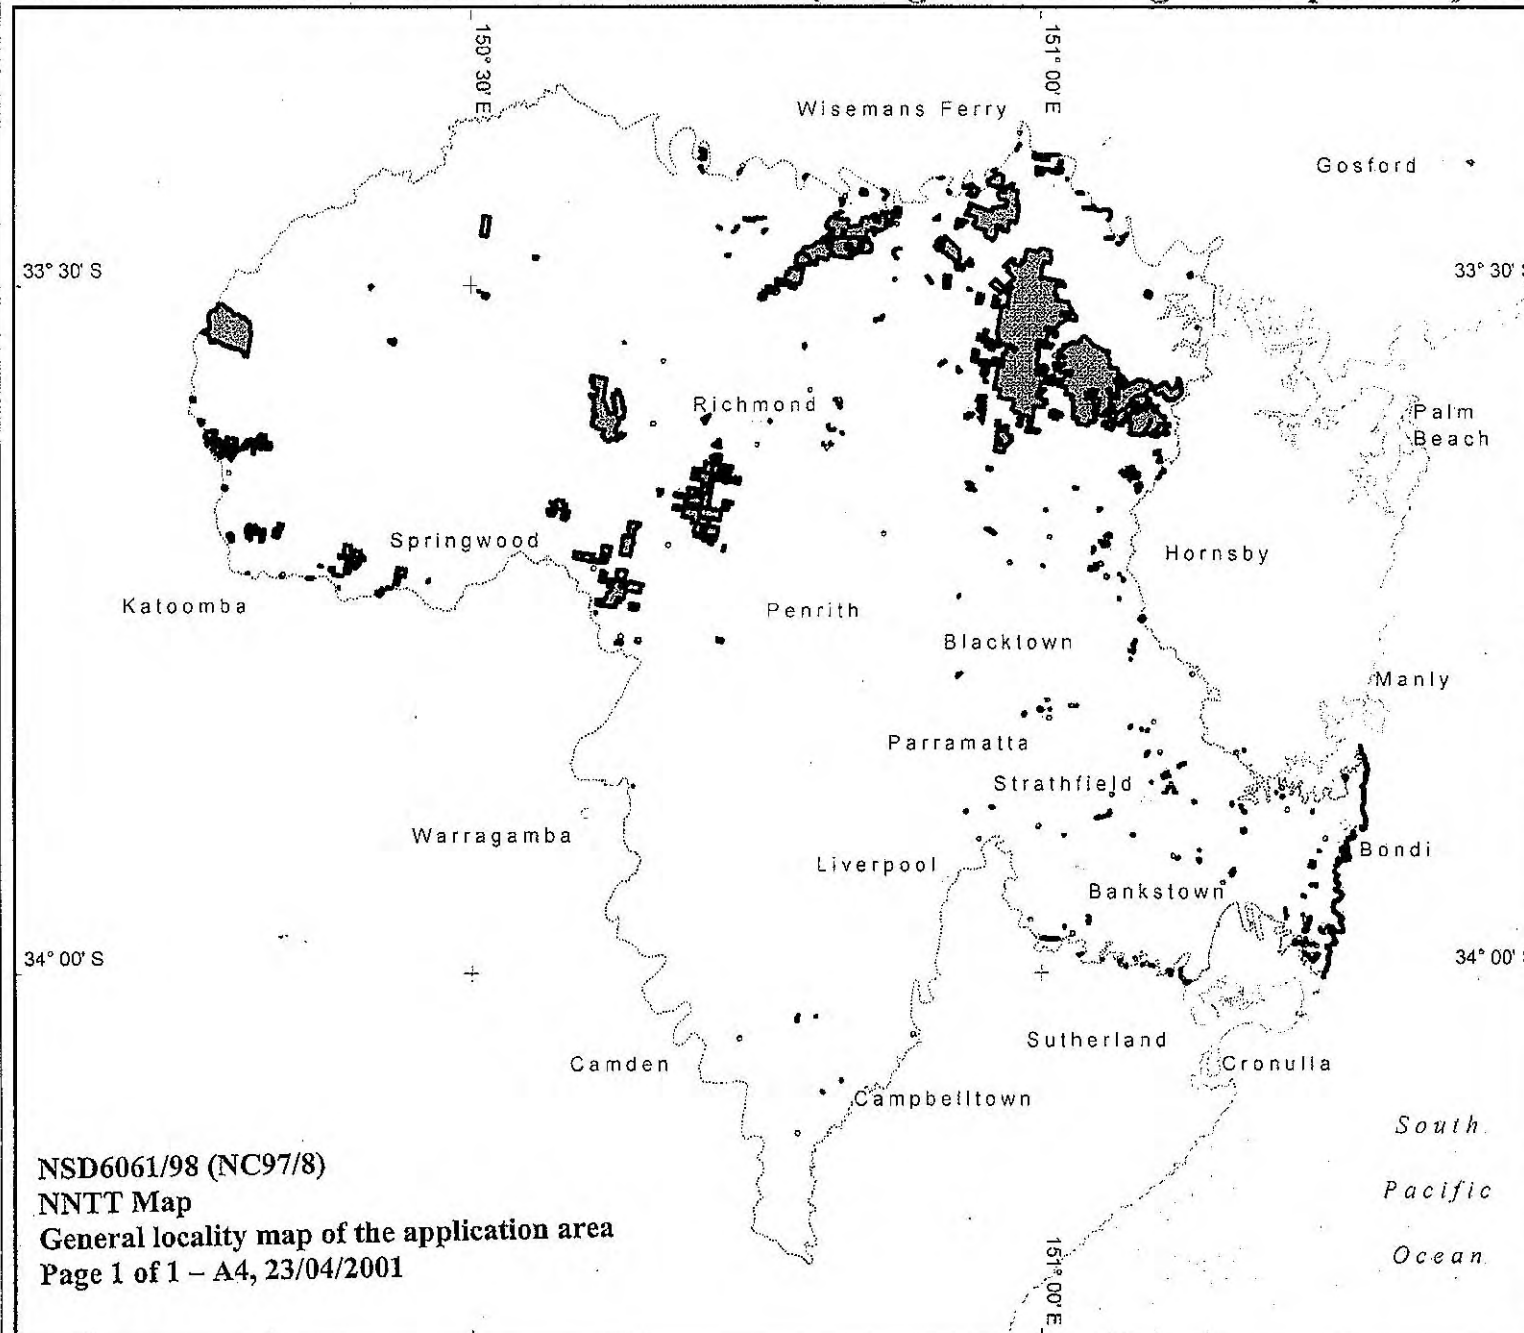 150° 30' E
151° 00' E
Wisemans Ferry
Gosford
33° 30' S
33° 30'
Richmond
Palm
Beach
Springwood
Hornsby
Katoomba
Penrith
Blacktown
Manly
Parramatta
Strathfield
Warragamba
Liverpool
Bondi
Bankstown
34° 00' S
34° 00'
Sutherland
Camden
Cronulla
Campbelltown
South
Pacific
Ocean
NSD6061/98 (NC97/8)
NNTT Map
General locality map of the application area
Page 1 of 1 – A4, 23/04/2001
151° 00' E